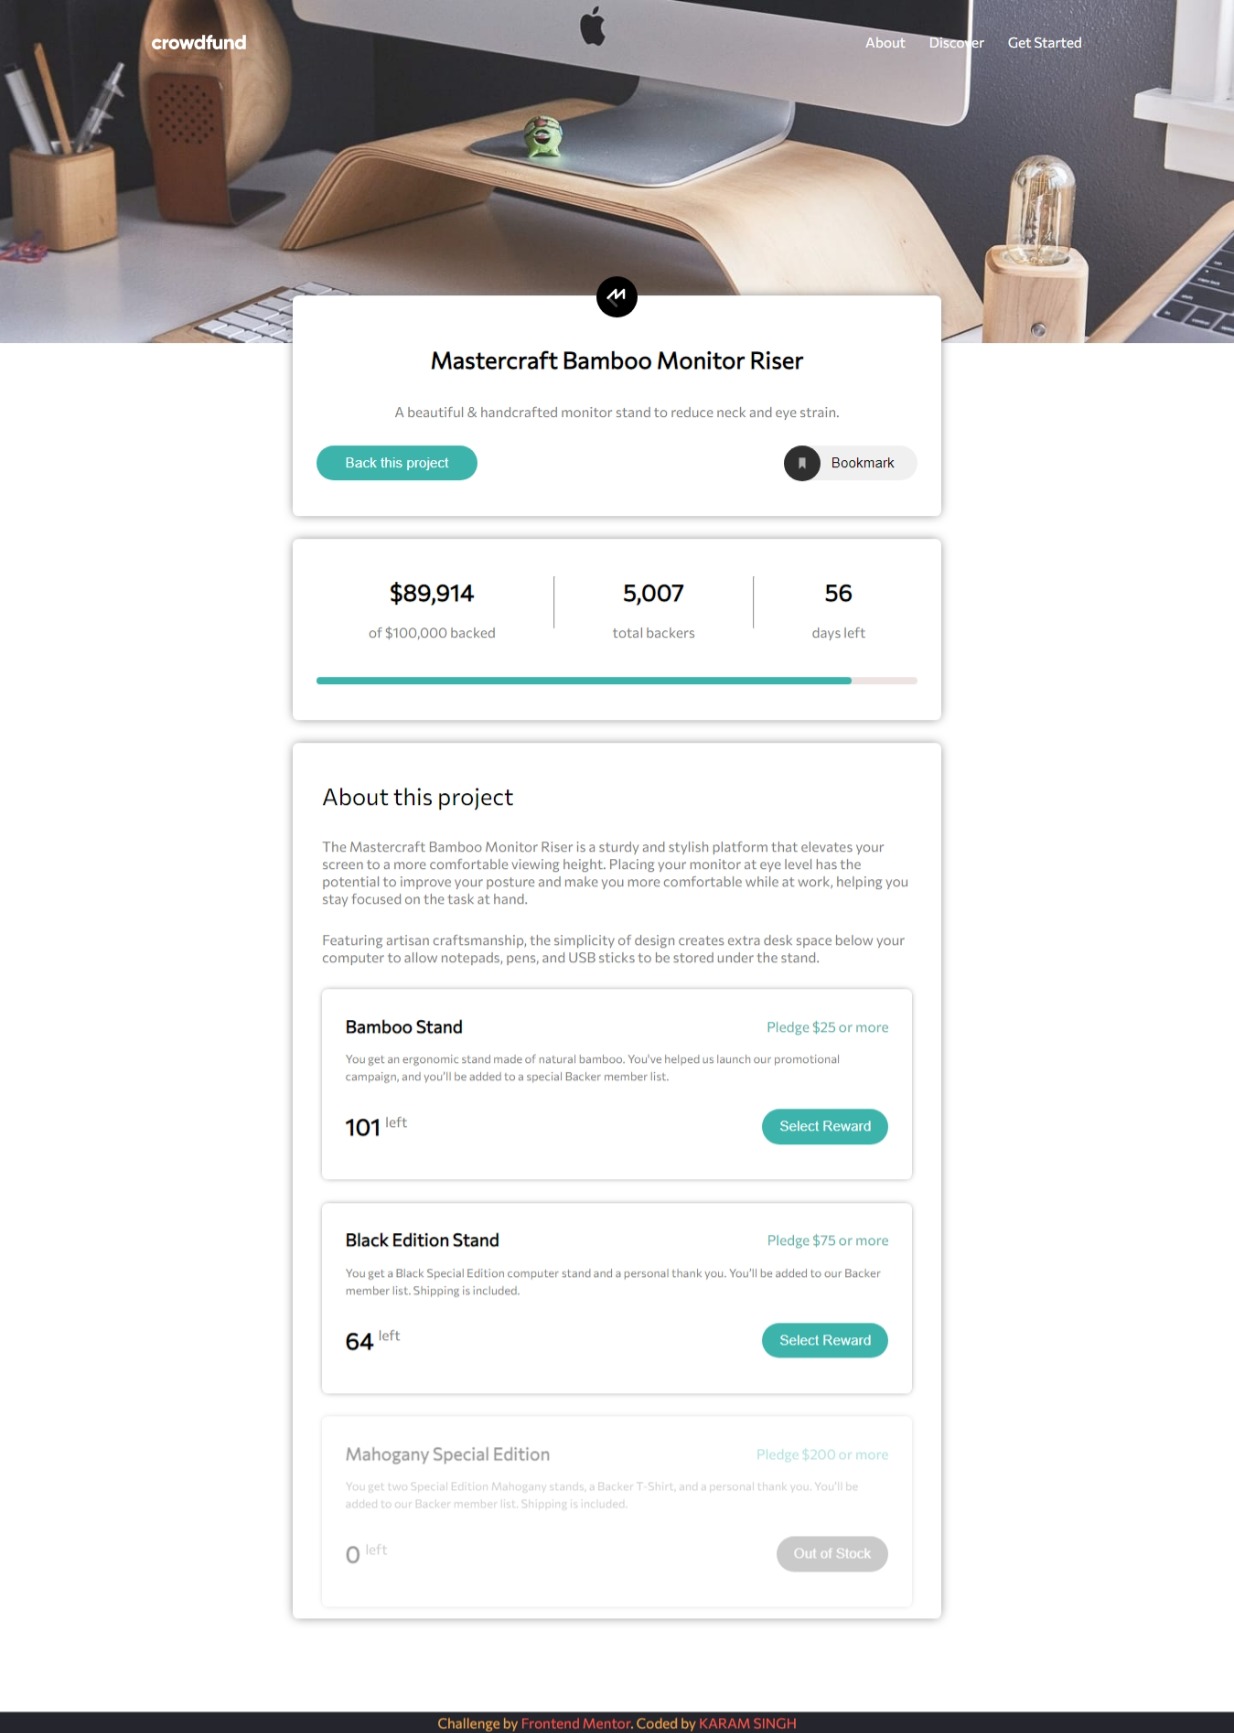 crowdfund
About Discover Get Started
Mastercraft Bamboo Monitor Riser
A beautiful & handcrafted monitor stand to reduce neck and eye strain.
Back this project
Bookmark
$89,914
of $100,000 backed
5,007
total backers
56
days left
About this project
The Mastercraft Bamboo Monitor Riser is a sturdy and stylish platform that elevates your
screen to a more comfortable viewing height. Placing your monitor at eye level has the
potential to improve your posture and make you more comfortable while at work, helping you
stay focused on the task at hand.
Featuring artisan craftsmanship, the simplicity of design creates extra desk space below your
computer to allow notepads, pens, and USB sticks to be stored under the stand.
Bamboo Stand
Pledge $25 or more
You get an ergonomic stand made of natural bamboo. You've helped us launch our promotional
campaign, and you'll be added to a special Backer member list.
101 left
Select Reward
Black Edition Stand
Pledge $75 or more
You get a Black Special Edition computer stand and a personal thank you. You'll be added to our Backer
member list. Shipping is included.
64 left
Select Reward
Mahogany Special Edition
Pledge $200 or more
You get two Special Edition Mahogany stands, a Backer T-Shirt, and a personal thank you. You'll be
added to our Backer member list. Shipping is included.
0 left
Out of Stock
Challenge by Frontend Mentor. Coded by KARAM SINGH